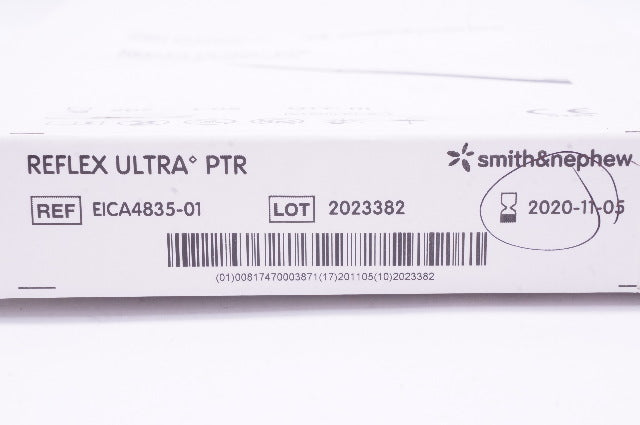 REFLEX ULTRA◊ PTR
smith&nephew
REF EICA4835-01
LOT 2023382
2020-11-05
(01)00817470003871(17)201105(10)2023382